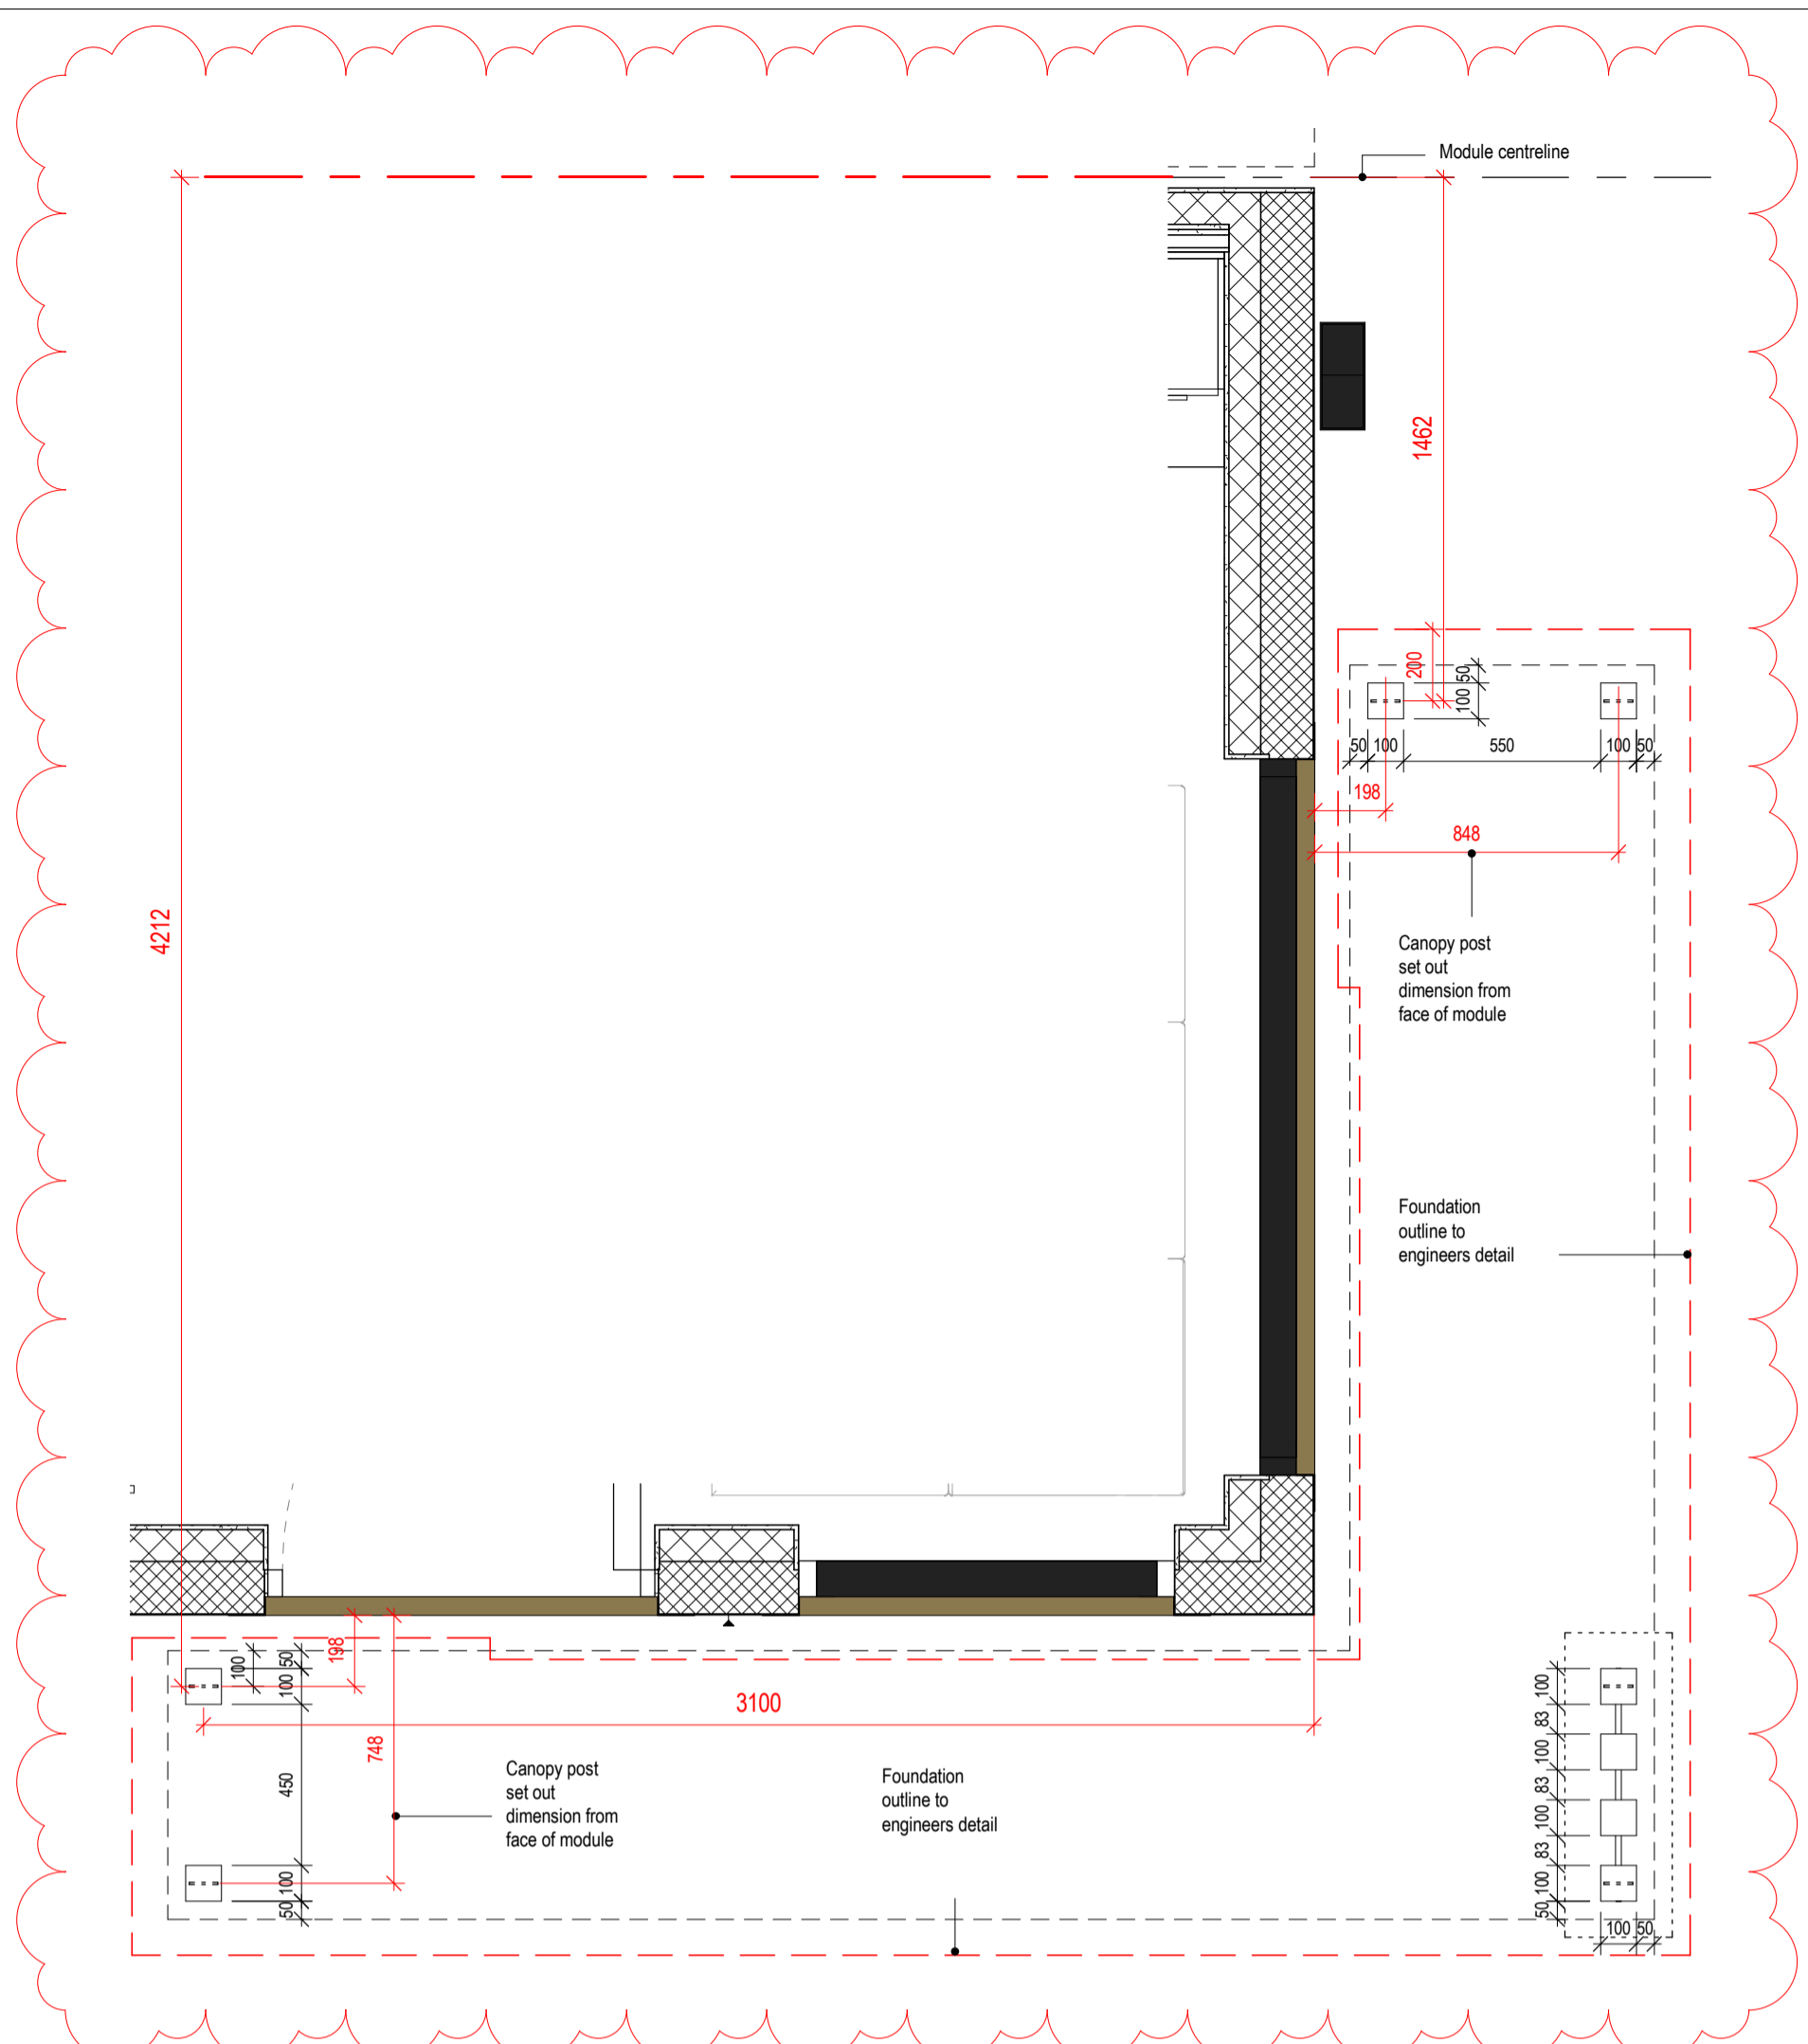 Module centreline
1462
200
50
100
50
100
550
100
50
198
848
4212
Canopy post
set out
dimension from
face of module
Foundation
outline to
engineers detail
198
100
50
100
3100
748
450
100
50
Canopy post
set out
dimension from
face of module
Foundation
outline to
engineers detail
100
83
100
83
100
83
100
50
100
50